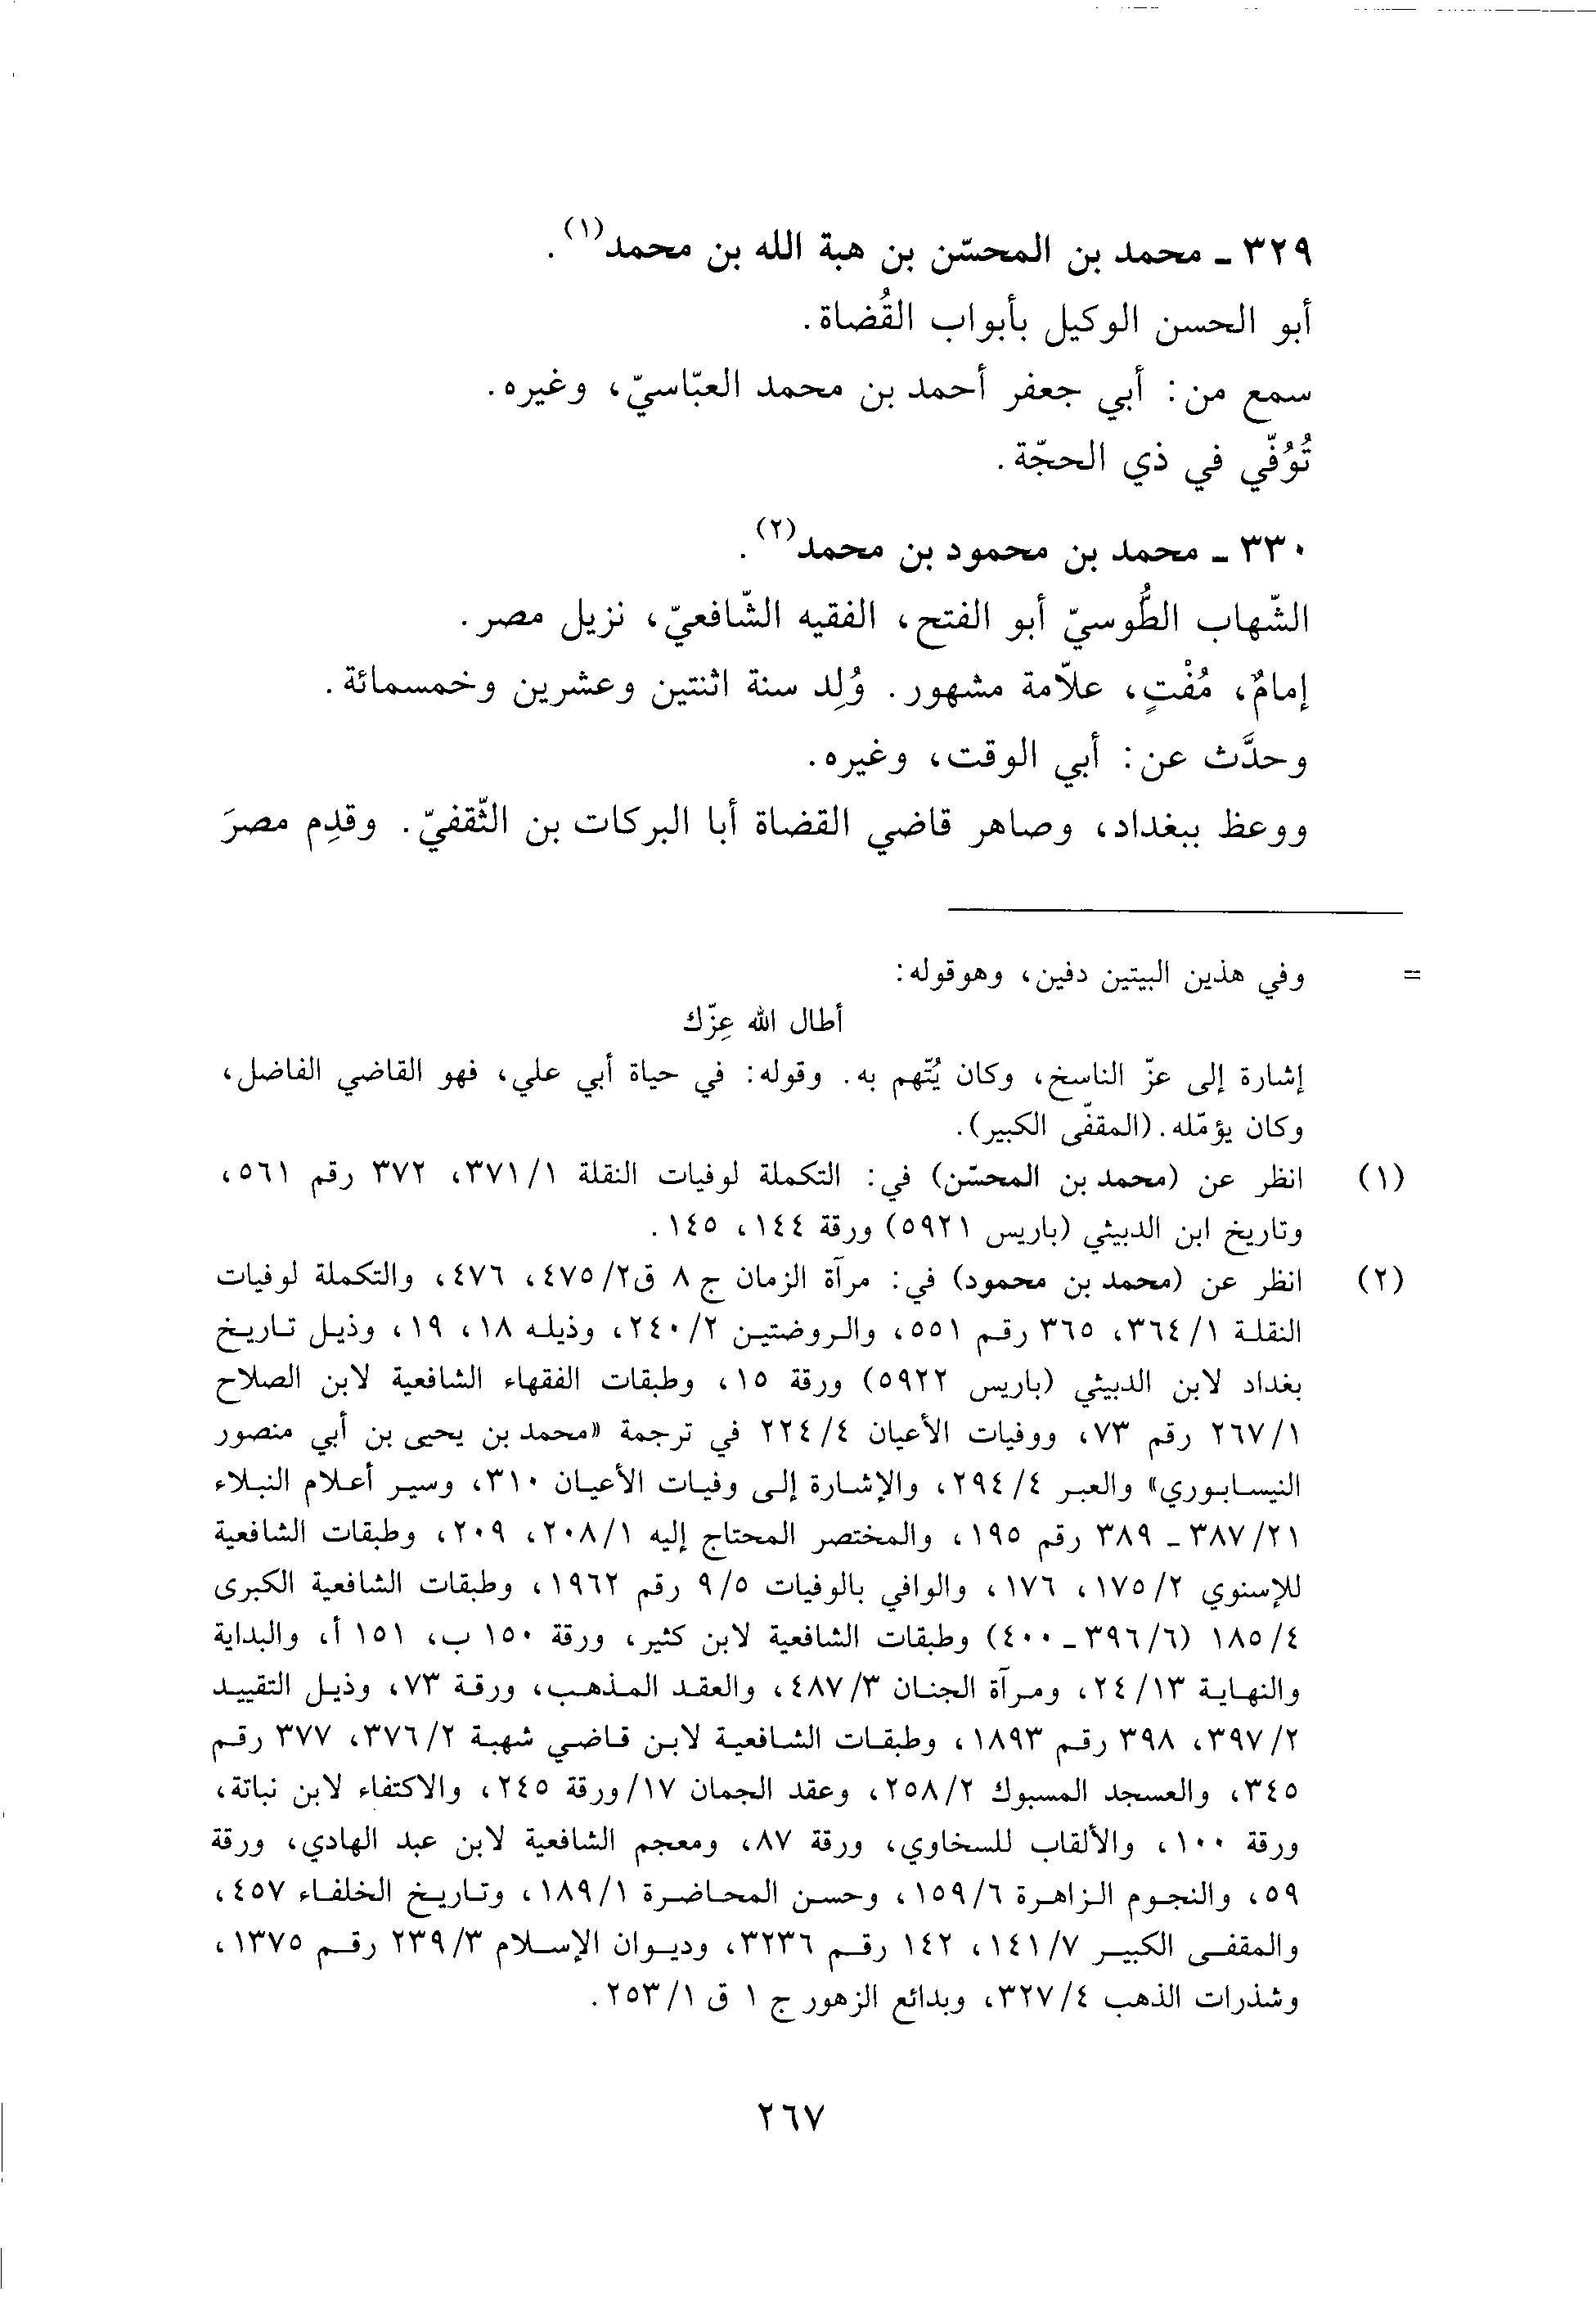 ٣٢٩ ـ محمد بن المحسّن بن هبة الله بن محمد(١).
أبو الحسن الوكيل بأبواب القُضاة.
سمع من: أبي جعفر أحمد بن محمد العبّاسيّ، وغيره.
تُوُفّي في ذي الحجّة.
٣٣٠ ـ محمد بن محمود بن محمد(٢).
الشّهاب الطُّوسيّ أبو الفتح، الفقيه الشّافعيّ، نزيل مصر.
إمامٌ، مُفْتٍ، علاّمة مشهور. وُلِد سنة اثنتين وعشرين وخمسمائة.
وحدَّث عن: أبي الوقت، وغيره.
ووعظ ببغداد، وصاهر قاضي القضاة أبا البركات بن الثّقفيّ. وقدِم مصرَ
= وفي هذين البيتين دفين، وهوقوله:
أطال الله عِزّك
إشارة إلى عزّ الناسخ، وكان يُتّهم به. وقوله: في حياة أبي علي، فهو القاضي الفاضل،
وكان يؤمّله. (المقفّى الكبير).
(١) انظر عن (محمد بن المحسّن) في: التكملة لوفيات النقلة ١/ ٣٧١، ٣٧٢ رقم ٥٦١،
وتاريخ ابن الدبيثي (باريس ٥٩٢١) ورقة ١٤٤، ١٤٥.
(٢) انظر عن (محمد بن محمود) في: مرآة الزمان ج ٨ ق٢/ ٤٧٥، ٤٧٦، والتكملة لوفيات
النقلة ١/ ٣٦٤، ٣٦٥ رقم ٥٥١، والروضتين ٢/ ٢٤٠، وذيله ١٨، ١٩، وذيل تاريخ
بغداد لابن الدبيثي (باريس ٥٩٢٢) ورقة ١٥، وطبقات الفقهاء الشافعية لابن الصلاح
١/ ٢٦٧ رقم ٧٣، ووفيات الأعيان ٤/ ٢٢٤ في ترجمة «محمد بن يحيى بن أبي منصور
النيسابوري» والعبر ٤/ ٢٩٤، والإشارة إلى وفيات الأعيان ٣١٠، وسير أعلام النبلاء
٢١/ ٣٨٧ ـ ٣٨٩ رقم ١٩٥، والمختصر المحتاج إليه ١/ ٢٠٨، ٢٠٩، وطبقات الشافعية
للإسنوي ٢/ ١٧٥، ١٧٦، والوافي بالوفيات ٥/ ٩ رقم ١٩٦٢، وطبقات الشافعية الكبرى
٤/ ١٨٥ (٦/ ٣٩٦ ـ ٤٠٠) وطبقات الشافعية لابن كثير، ورقة ١٥٠ ب، ١٥١ أ، والبداية
والنهاية ١٣/ ٢٤، ومرآة الجنان ٣/ ٤٨٧، والعقد المذهب، ورقة ٧٣، وذيل التقييد
٢/ ٣٩٧، ٣٩٨ رقم ١٨٩٣، وطبقات الشافعية لابن قاضي شهبة ٢/ ٣٧٦، ٣٧٧ رقم
٣٤٥، والعسجد المسبوك ٢/ ٢٥٨، وعقد الجمان ١٧/ ورقة ٢٤٥، والاكتفاء لابن نباتة،
ورقة ١٠٠، والألقاب للسخاوي، ورقة ٨٧، ومعجم الشافعية لابن عبد الهادي، ورقة
٥٩، والنجوم الزاهرة ٦/ ١٥٩، وحسن المحاضرة ١/ ١٨٩، وتاريخ الخلفاء ٤٥٧،
والمقفى الكبير ٧/ ١٤١، ١٤٢ رقم ٣٢٣٦، وديوان الإسلام ٣/ ٢٣٩ رقم ١٣٧٥،
وشذرات الذهب ٤/ ٣٢٧، وبدائع الزهور ج ١ ق ١/ ٢٥٣.
٢٦٧